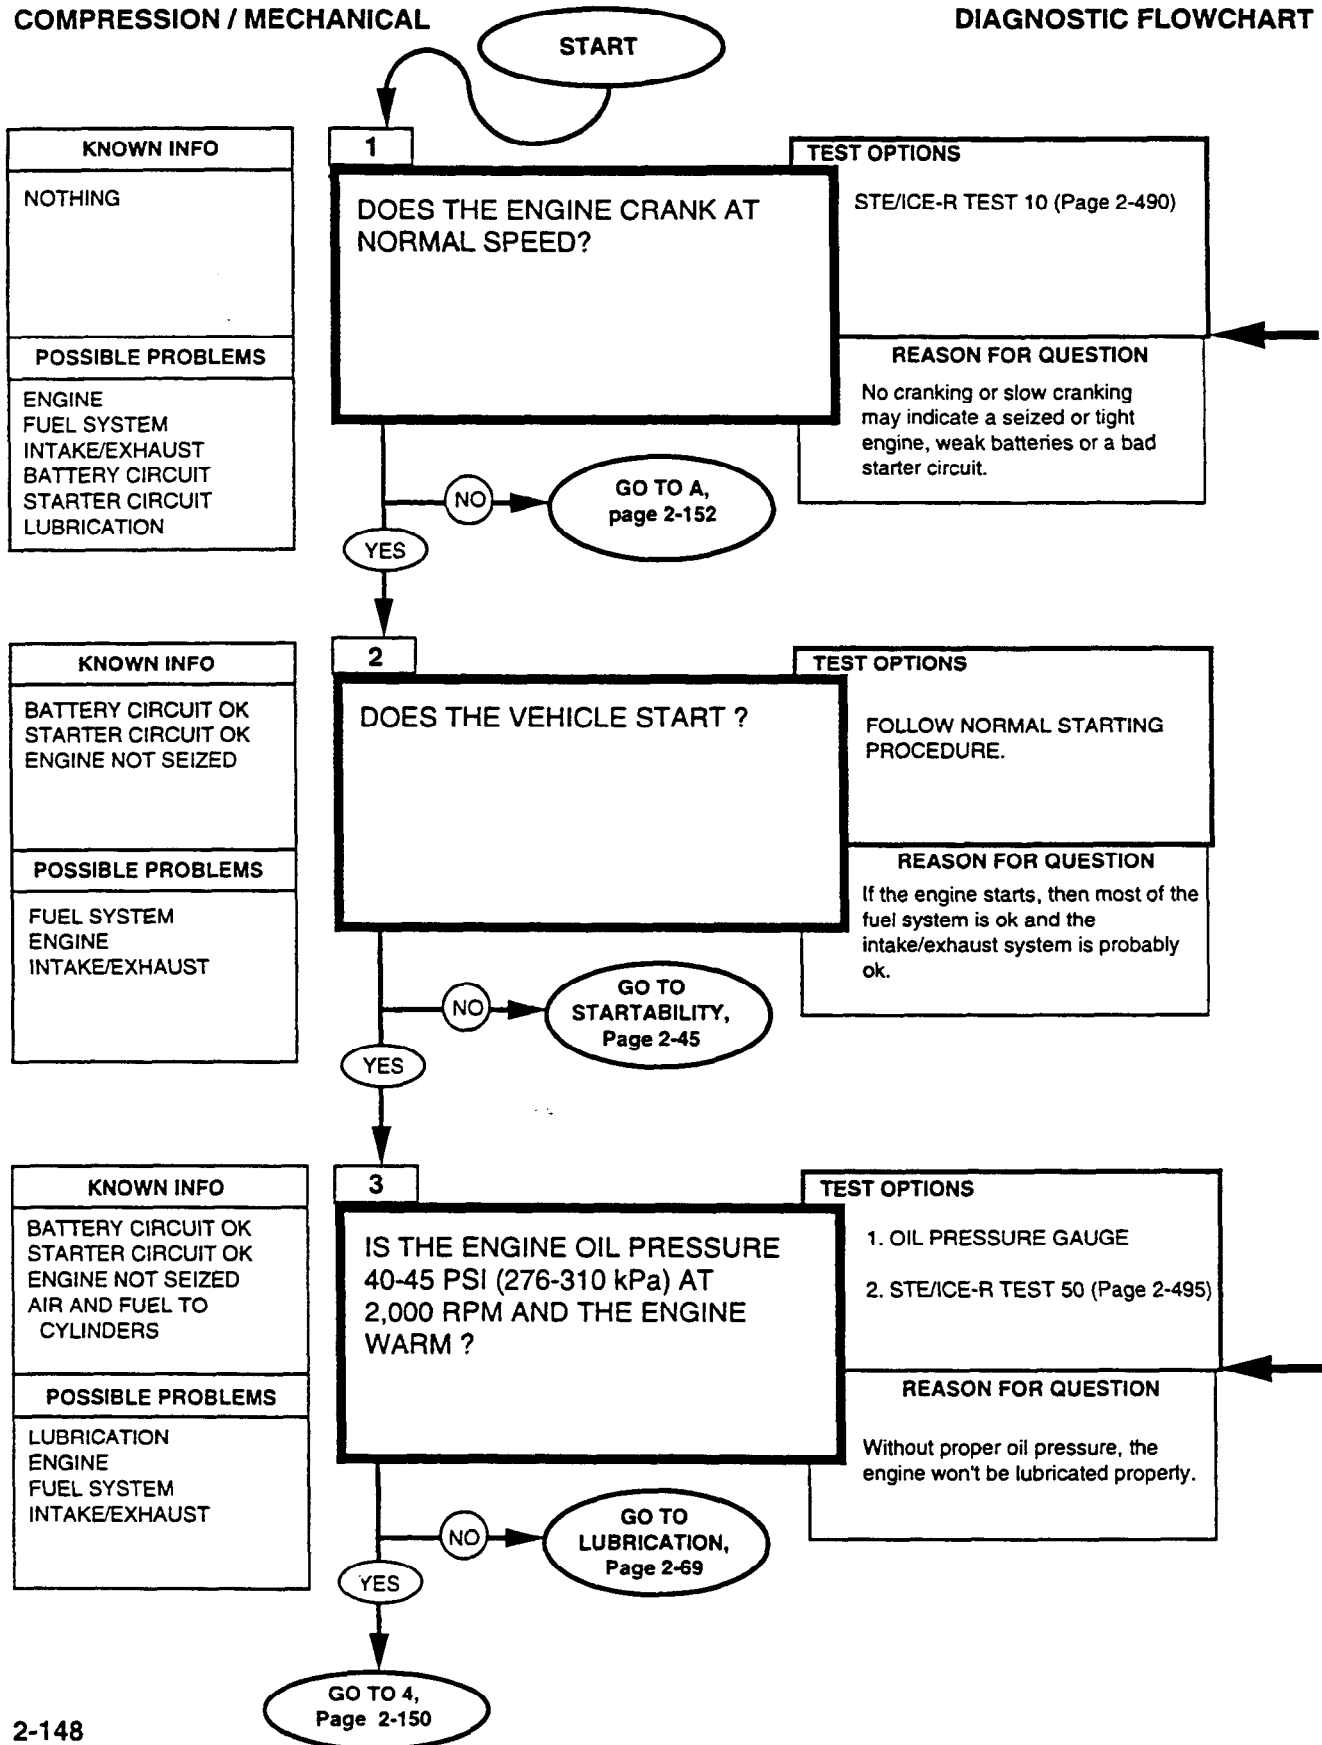 COMPRESSION / MECHANICAL
DIAGNOSTIC FLOWCHART
START
KNOWN INFO
NOTHING
POSSIBLE PROBLEMS
ENGINE
FUEL SYSTEM
INTAKE/EXHAUST
BATTERY CIRCUIT
STARTER CIRCUIT
LUBRICATION
1
DOES THE ENGINE CRANK AT
NORMAL SPEED?
TEST OPTIONS
STE/ICE-R TEST 10 (Page 2-490)
REASON FOR QUESTION
No cranking or slow cranking
may indicate a seized or tight
engine, weak batteries or a bad
starter circuit.
NO
GO TO A,
page 2-152
YES
KNOWN INFO
BATTERY CIRCUIT OK
STARTER CIRCUIT OK
ENGINE NOT SEIZED
POSSIBLE PROBLEMS
FUEL SYSTEM
ENGINE
INTAKE/EXHAUST
2
DOES THE VEHICLE START ?
TEST OPTIONS
FOLLOW NORMAL STARTING
PROCEDURE.
REASON FOR QUESTION
If the engine starts, then most of the
fuel system is ok and the
intake/exhaust system is probably
ok.
NO
GO TO
STARTABILITY,
Page 2-45
YES
KNOWN INFO
BATTERY CIRCUIT OK
STARTER CIRCUIT OK
ENGINE NOT SEIZED
AIR AND FUEL TO
CYLINDERS
POSSIBLE PROBLEMS
LUBRICATION
ENGINE
FUEL SYSTEM
INTAKE/EXHAUST
3
IS THE ENGINE OIL PRESSURE
40-45 PSI (276-310 kPa) AT
2,000 RPM AND THE ENGINE
WARM ?
TEST OPTIONS
1. OIL PRESSURE GAUGE
2. STE/ICE-R TEST 50 (Page 2-495)
REASON FOR QUESTION
Without proper oil pressure, the
engine won't be lubricated properly.
NO
GO TO
LUBRICATION,
Page 2-69
YES
GO TO 4,
Page 2-150
2-148